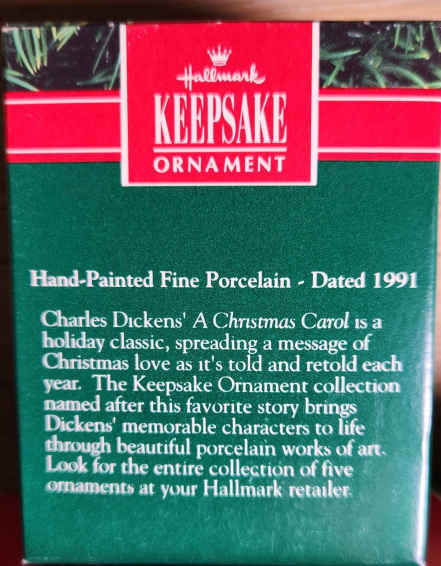 Hallmark
KEEPSAKE
ORNAMENT
Hand-Painted Fine Porcelain - Dated 1991
Charles Dickens' A Christmas Carol is a
holiday classic, spreading a message of
Christmas love as it's told and retold each
year. The Keepsake Ornament collection
named after this favorite story brings
Dickens' memorable characters to life
through beautiful porcelain works of art.
Look for the entire collection of five
ornaments at your Hallmark retailer.